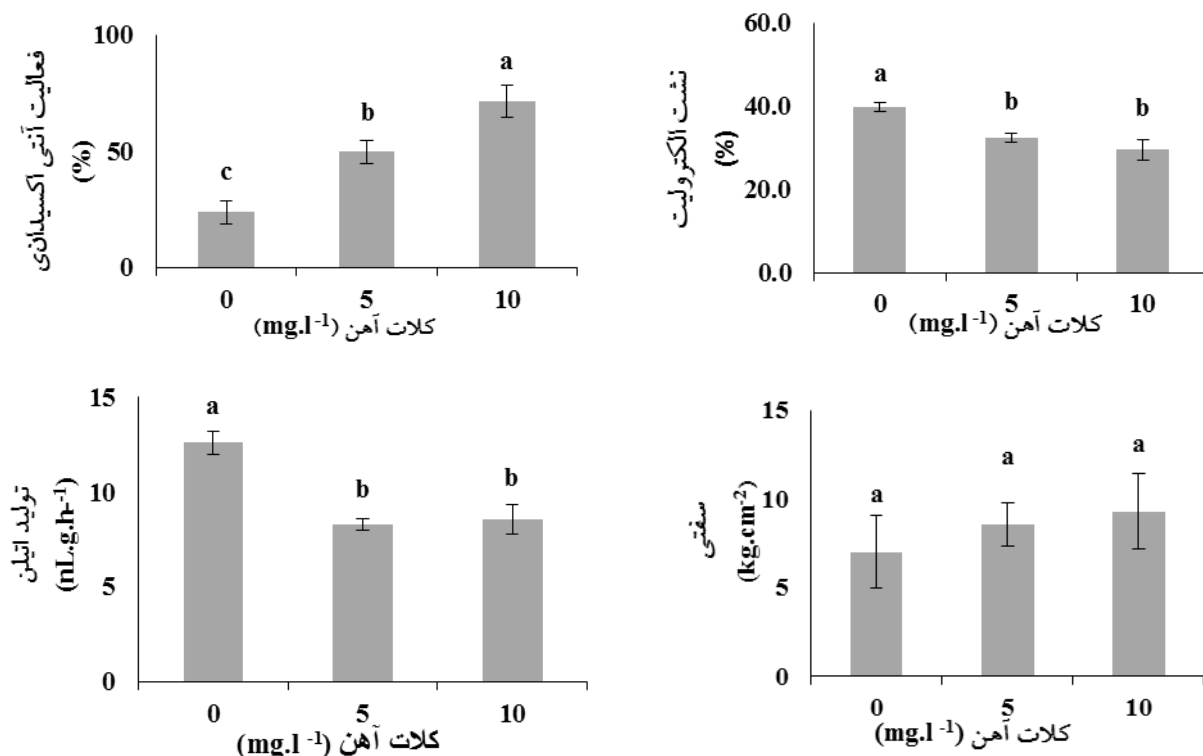 فعالیت آنتی اکسیدانی
(%)
100
50
0
c
b
a
0 5 10
کلات آهن (mg.l -1)
نشت الکترولیت
(%)
60.0
40.0
20.0
0.0
a
b
b
0 5 10
کلات آهن (mg.l -1)
تولید اتیلن
(nL.g.h-1)
15
10
5
0
a
b
b
0 5 10
کلات آهن (mg.l -1)
سفتی
(kg.cm-2)
15
10
5
0
a
a
a
0 5 10
کلات آهن (mg.l -1)